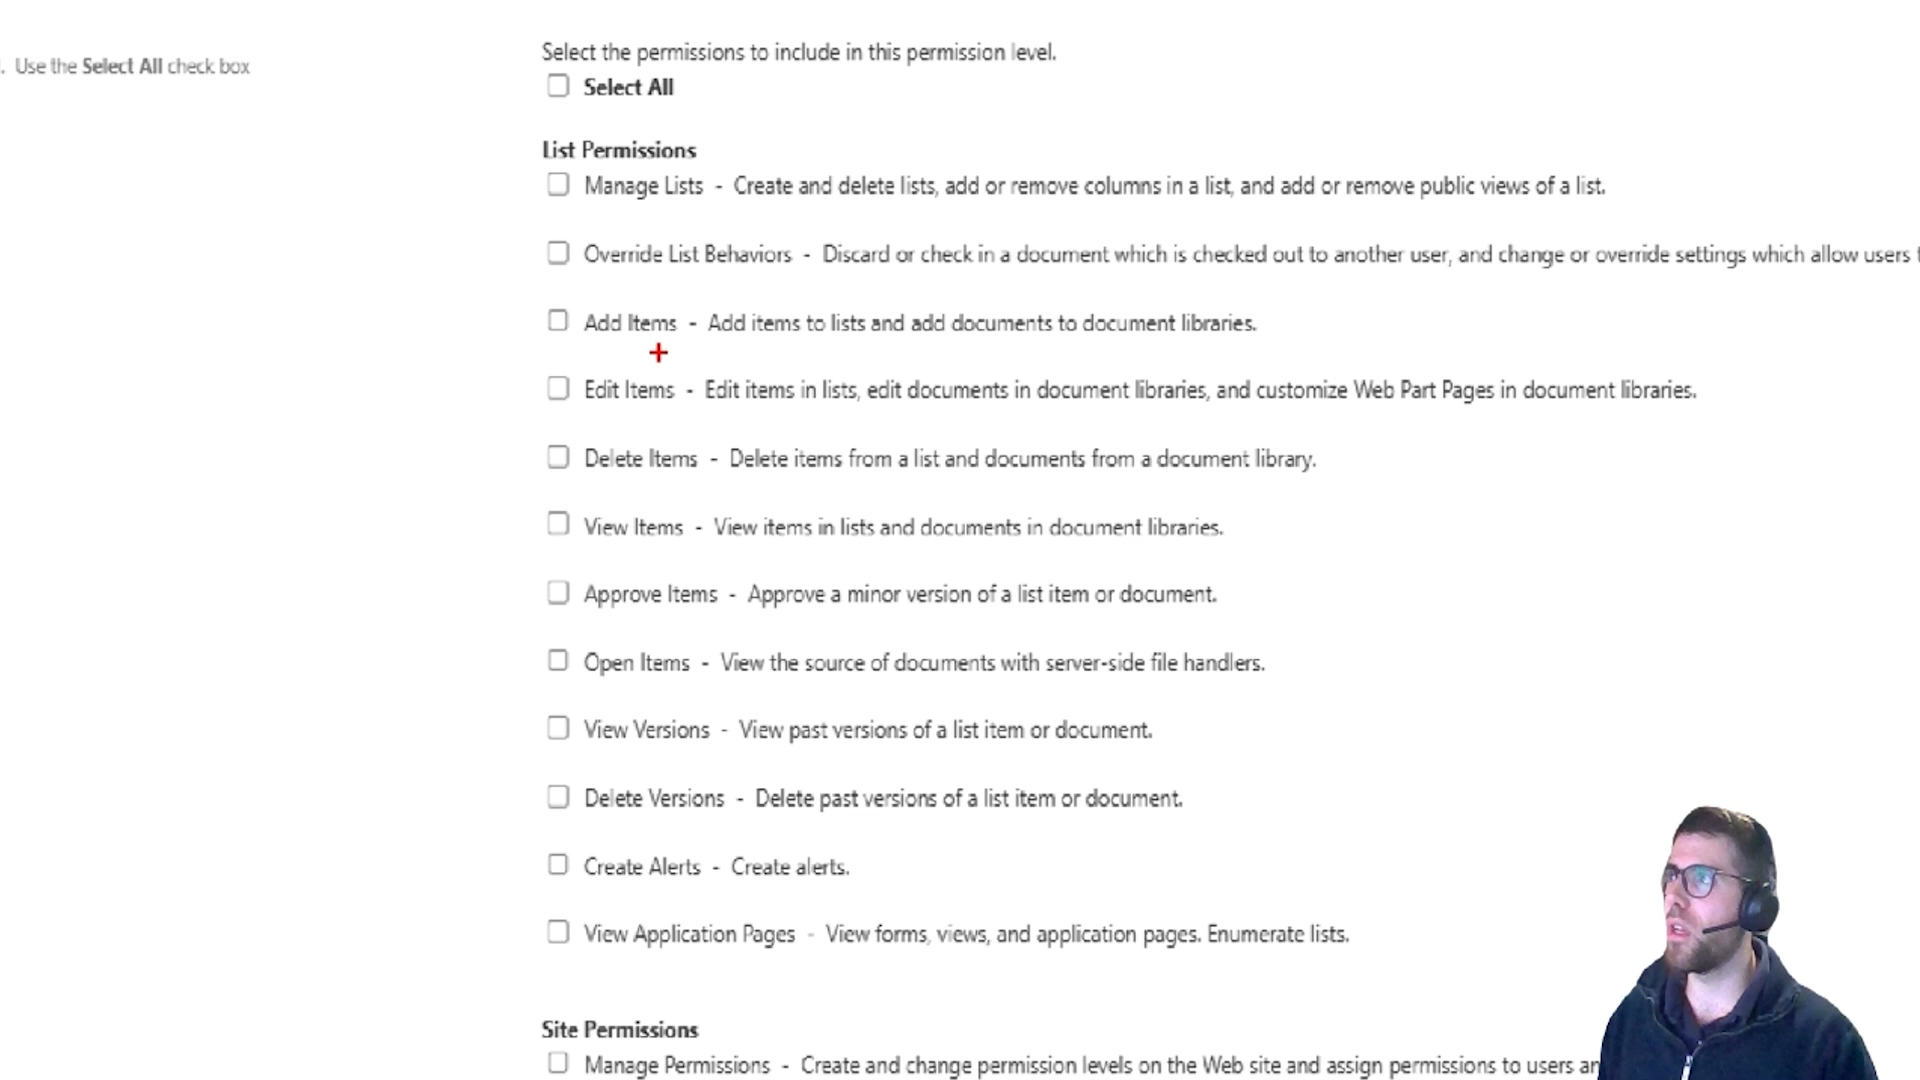 . Use the Select All check box
Select the permissions to include in this permission level.
Select All
List Permissions
Manage Lists - Create and delete lists, add or remove columns in a list, and add or remove public views of a list.
Override List Behaviors - Discard or check in a document which is checked out to another user, and change or override settings which allow users
Add Items - Add items to lists and add documents to document libraries.
Edit Items - Edit items in lists, edit documents in document libraries, and customize Web Part Pages in document libraries.
Delete Items - Delete items from a list and documents from a document library.
View Items - View items in lists and documents in document libraries.
Approve Items - Approve a minor version of a list item or document.
Open Items - View the source of documents with server-side file handlers.
View Versions - View past versions of a list item or document.
Delete Versions - Delete past versions of a list item or document.
Create Alerts - Create alerts.
View Application Pages - View forms, views, and application pages. Enumerate lists.
Site Permissions
Manage Permissions - Create and change permission levels on the Web site and assign permissions to users